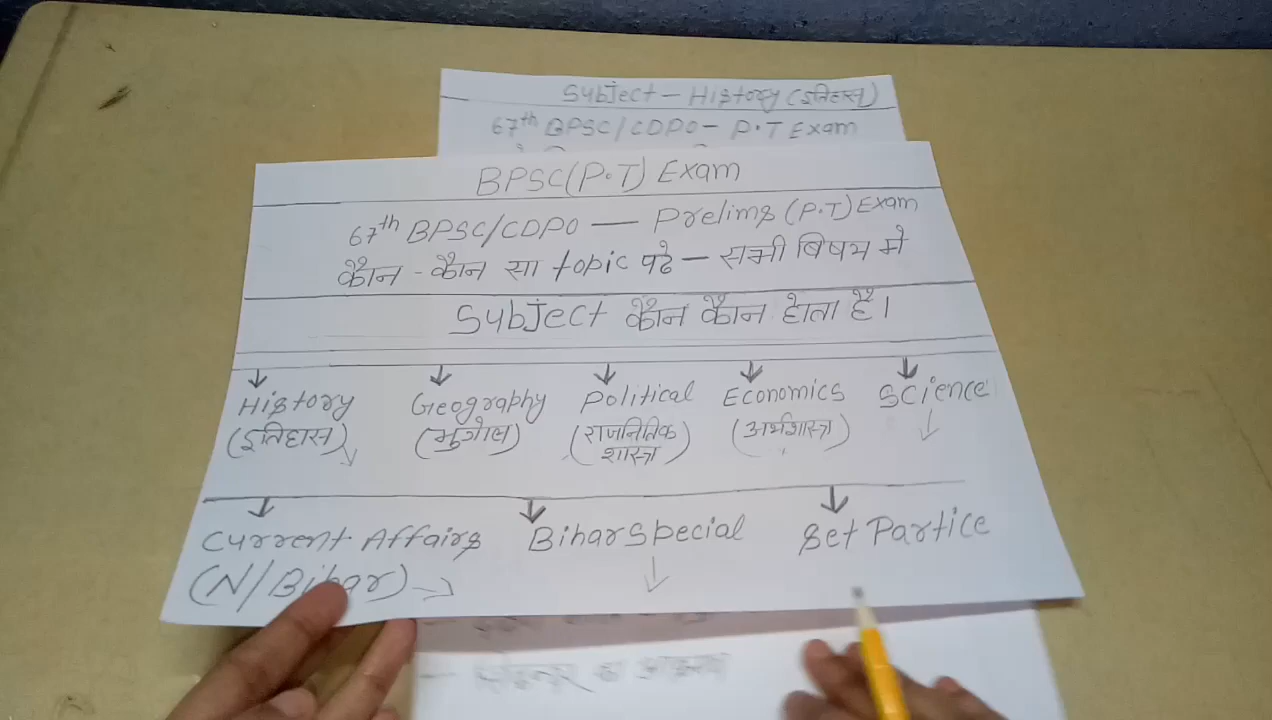 Subject - History (इतिहास)
67th BPSC/CDPO - P.T Exam
BPSC(P.T) Exam
67th BPSC/CDPO — Prelims (P.T) Exam
कौन - कौन सा topic पढे - सभी बिषय मे
Subject कौन कौन होता है।
History Geography Political Economics Science
(इतिहास) (भुगोल) (राजनितिक शास्त्र) (अर्थशास्त्र)
Current Affairs Bihar Special Set Partice
(N/Bihar)